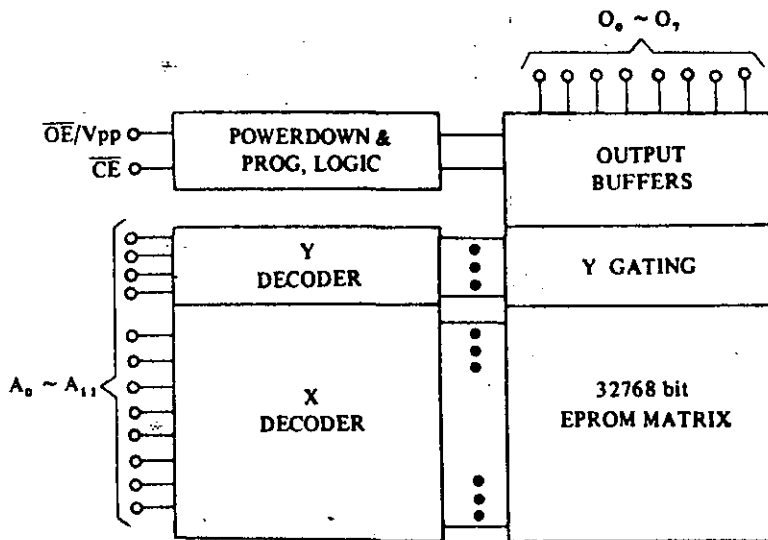 O₀ ~ O₇
OE/Vpp
CE
POWERDOWN &
PROG, LOGIC
OUTPUT
BUFFERS
Y
DECODER
Y GATING
A₀ ~ A₁₁
X
DECODER
32768 bit
EPROM MATRIX